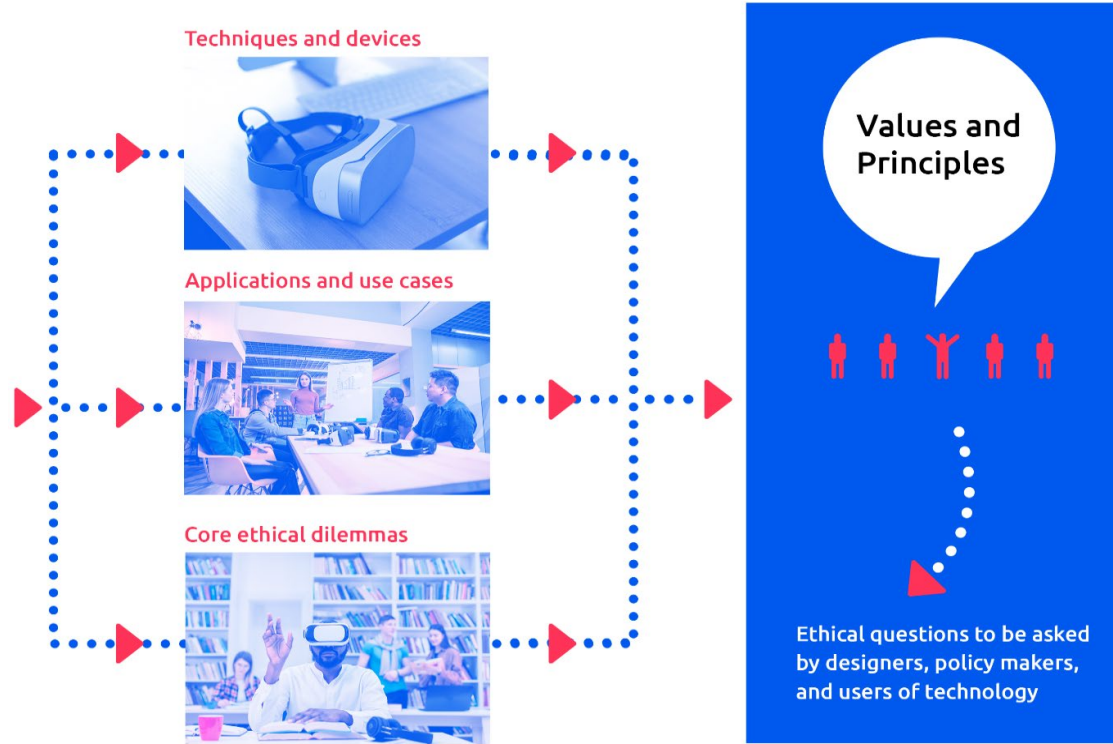 Techniques and devices
Applications and use cases
Core ethical dilemmas
Values and
Principles
Ethical questions to be asked
by designers, policy makers,
and users of technology